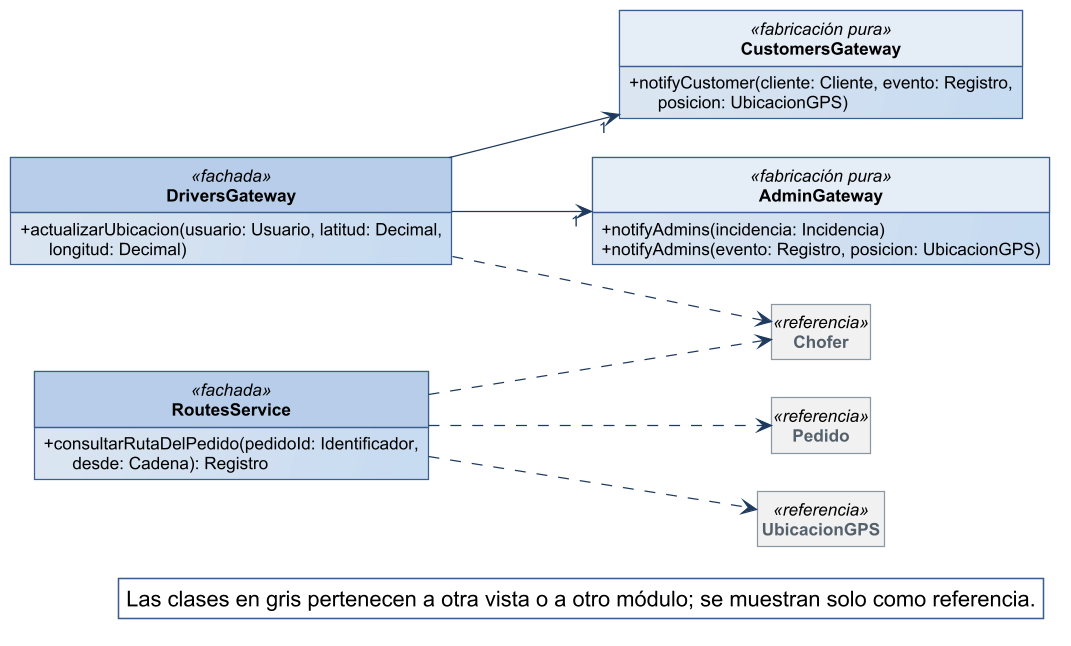 «fabricación pura»
CustomersGateway
+notifyCustomer(cliente: Cliente, evento: Registro,
posicion: UbicacionGPS)
1
«fachada»
DriversGateway
+actualizarUbicacion(usuario: Usuario, latitud: Decimal,
longitud: Decimal)
«fabricación pura»
AdminGateway
1
+notifyAdmins(incidencia: Incidencia)
+notifyAdmins(evento: Registro, posicion: UbicacionGPS)
«referencia»
Chofer
«fachada»
RoutesService
+consultarRutaDelPedido(pedidoId: Identificador,
desde: Cadena): Registro
«referencia»
Pedido
«referencia»
UbicacionGPS
Las clases en gris pertenecen a otra vista o a otro módulo; se muestran solo como referencia.